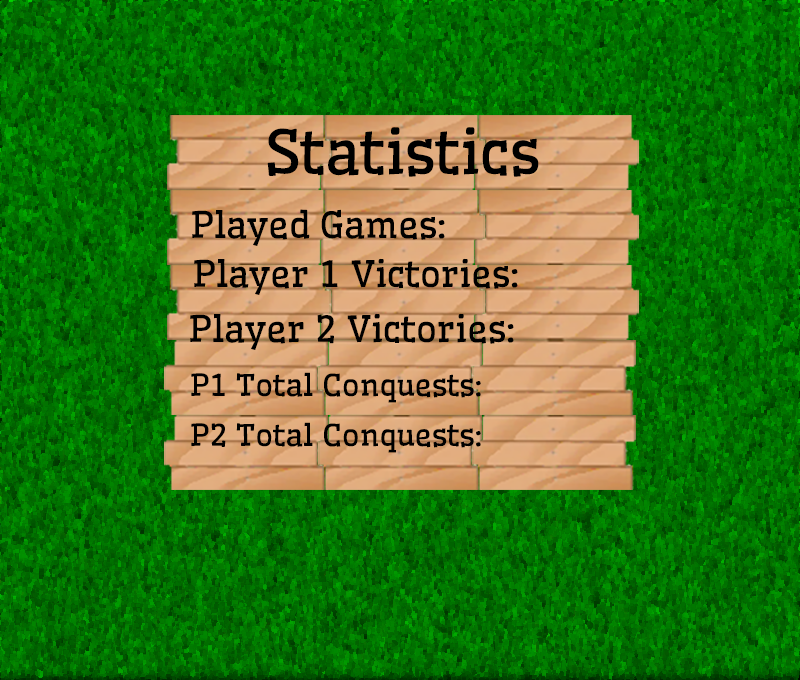 Statistics
Played Games:
Player 1 Victories:
Player 2 Victories:
P1 Total Conquests:
P2 Total Conquests: